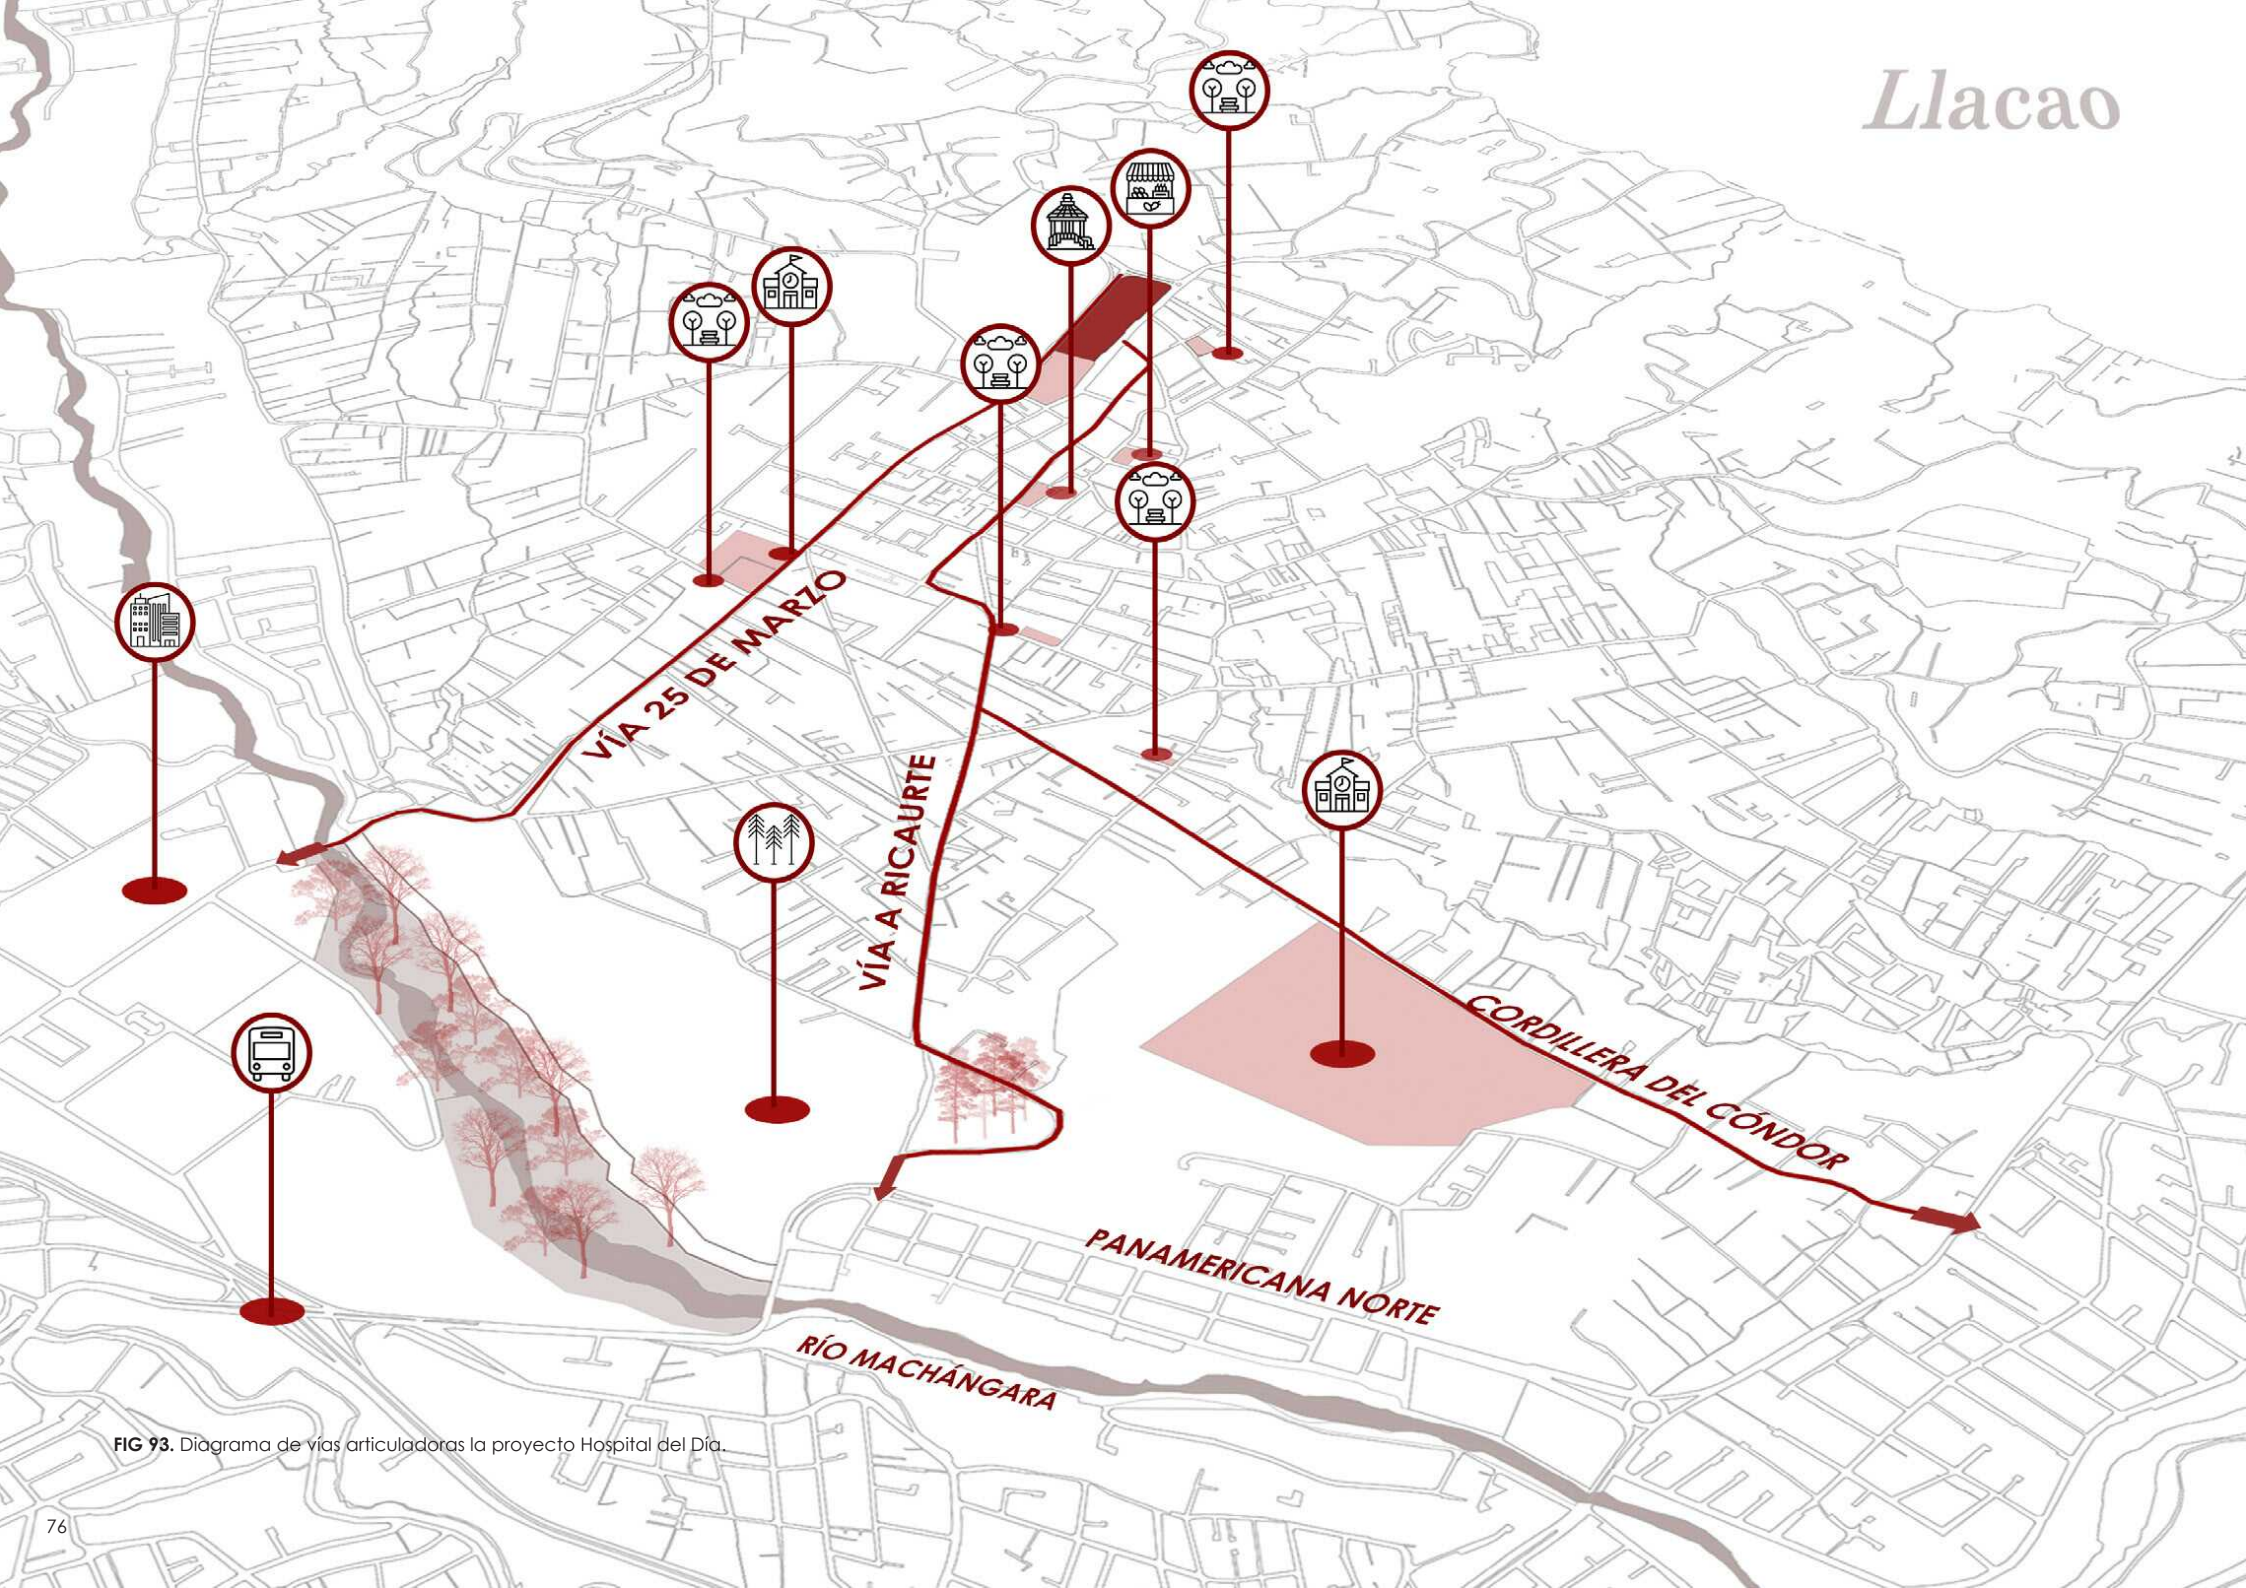 Llacao
VÍA 25 DE MARZO
VÍA A RICAURTE
CORDILLERA DEL CÓNDOR
PANAMERICANA NORTE
RÍO MACHÁNGARA
FIG 93. Diagrama de vías articuladoras la proyecto Hospital del Día.
76